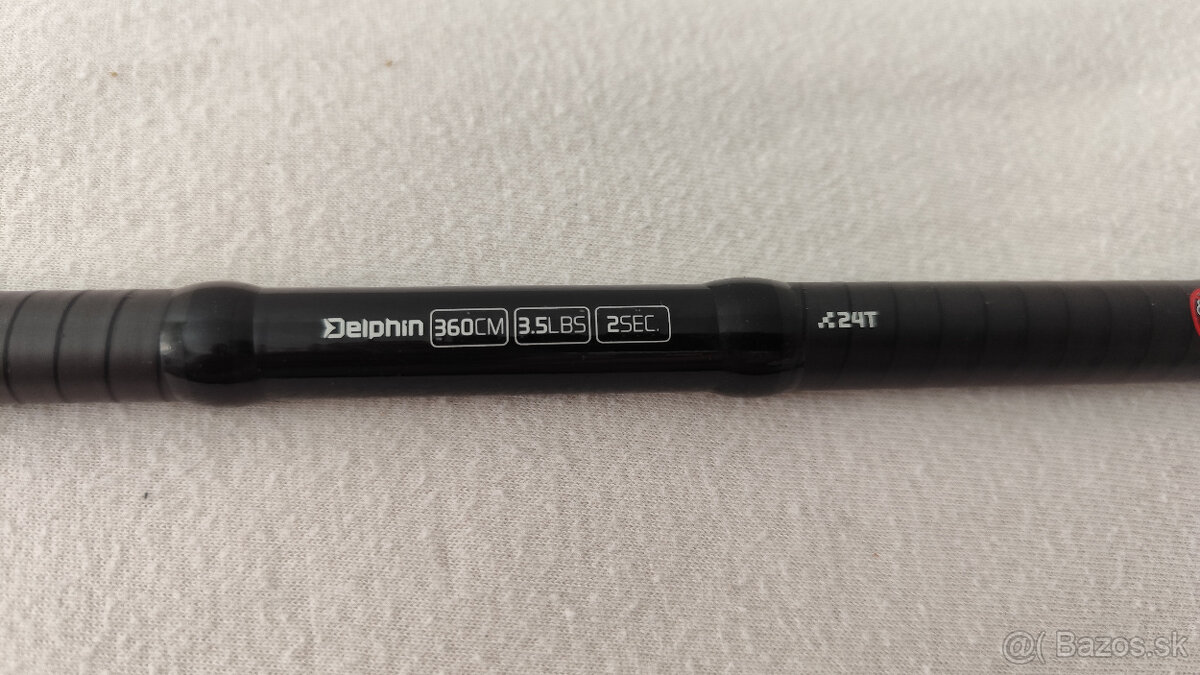 Delphin 360CM 3.5LBS 2SEC. 24T
@( Bazos.sk